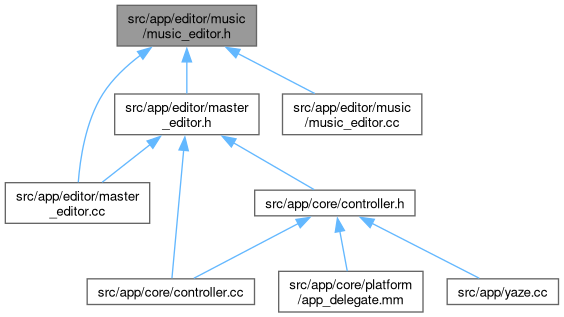 src/app/editor/music
/music_editor.h
src/app/editor/master
_editor.h
src/app/editor/music
/music_editor.cc
src/app/editor/master
_editor.cc
src/app/core/controller.h
src/app/core/controller.cc
src/app/core/platform
/app_delegate.mm
src/app/yaze.cc